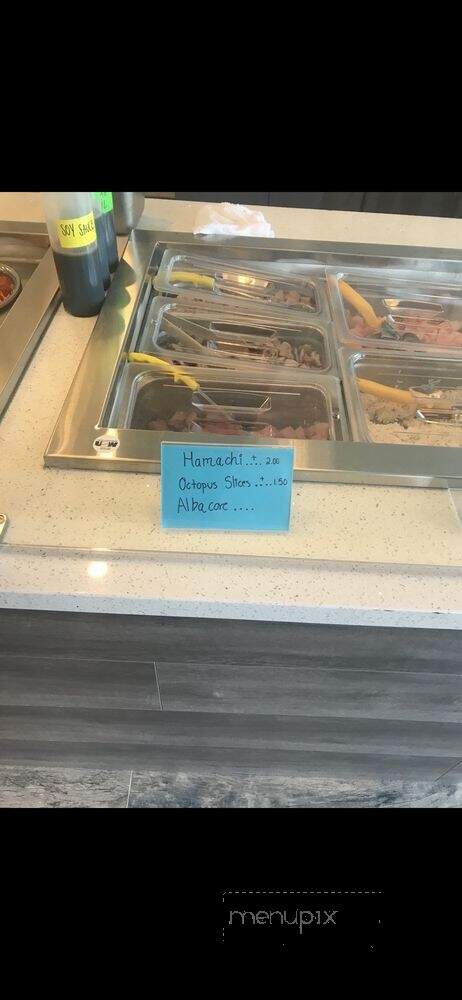 SOY SAUCE
Hamachi..+.. 2.00
Octopus Slices ..+..1.50
Albacore ....
menupix